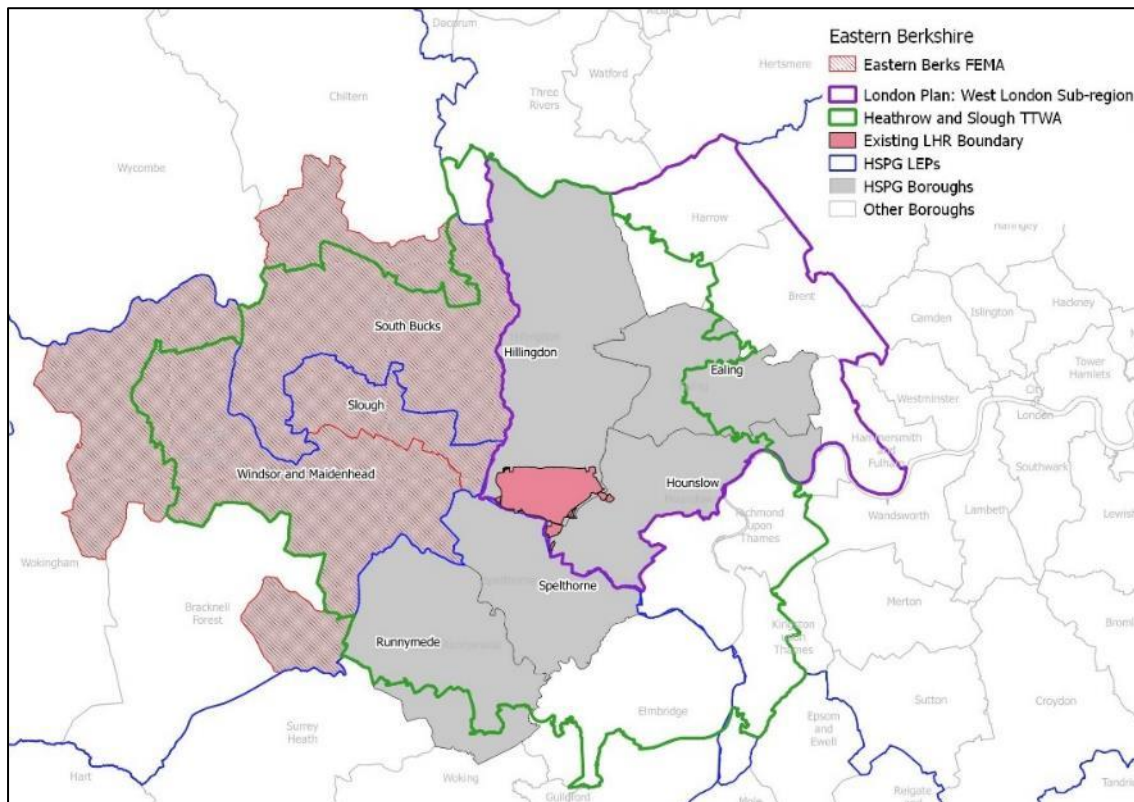 Eastern Berkshire
Eastern Berks FEMA
London Plan: West London Sub-region
Heathrow and Slough TTWA
Existing LHR Boundary
HSPG LEPs
HSPG Boroughs
Other Boroughs
Dacorum
Watford
Hertsmere
Three
Rivers
Chiltern
Wycombe
Harrow
Brent
Camden
Islington
Hackney
Tower
Hamlets
South Bucks
Hillingdon
Ealing
Slough
Westminster
City
London
Hammersmith
and
Fulham
Southwark
Windsor and Maidenhead
Hounslow
Richmond
upon
Thames
Wandsworth
Lambeth
Wokingham
Bracknell
Forest
Spelthorne
Merton
Runnymede
Kingston
upon
Thames
Sutton
Croydon
Elmbridge
Surrey
Heath
Epsom
and
Ewell
Hart
Woking
Guildford